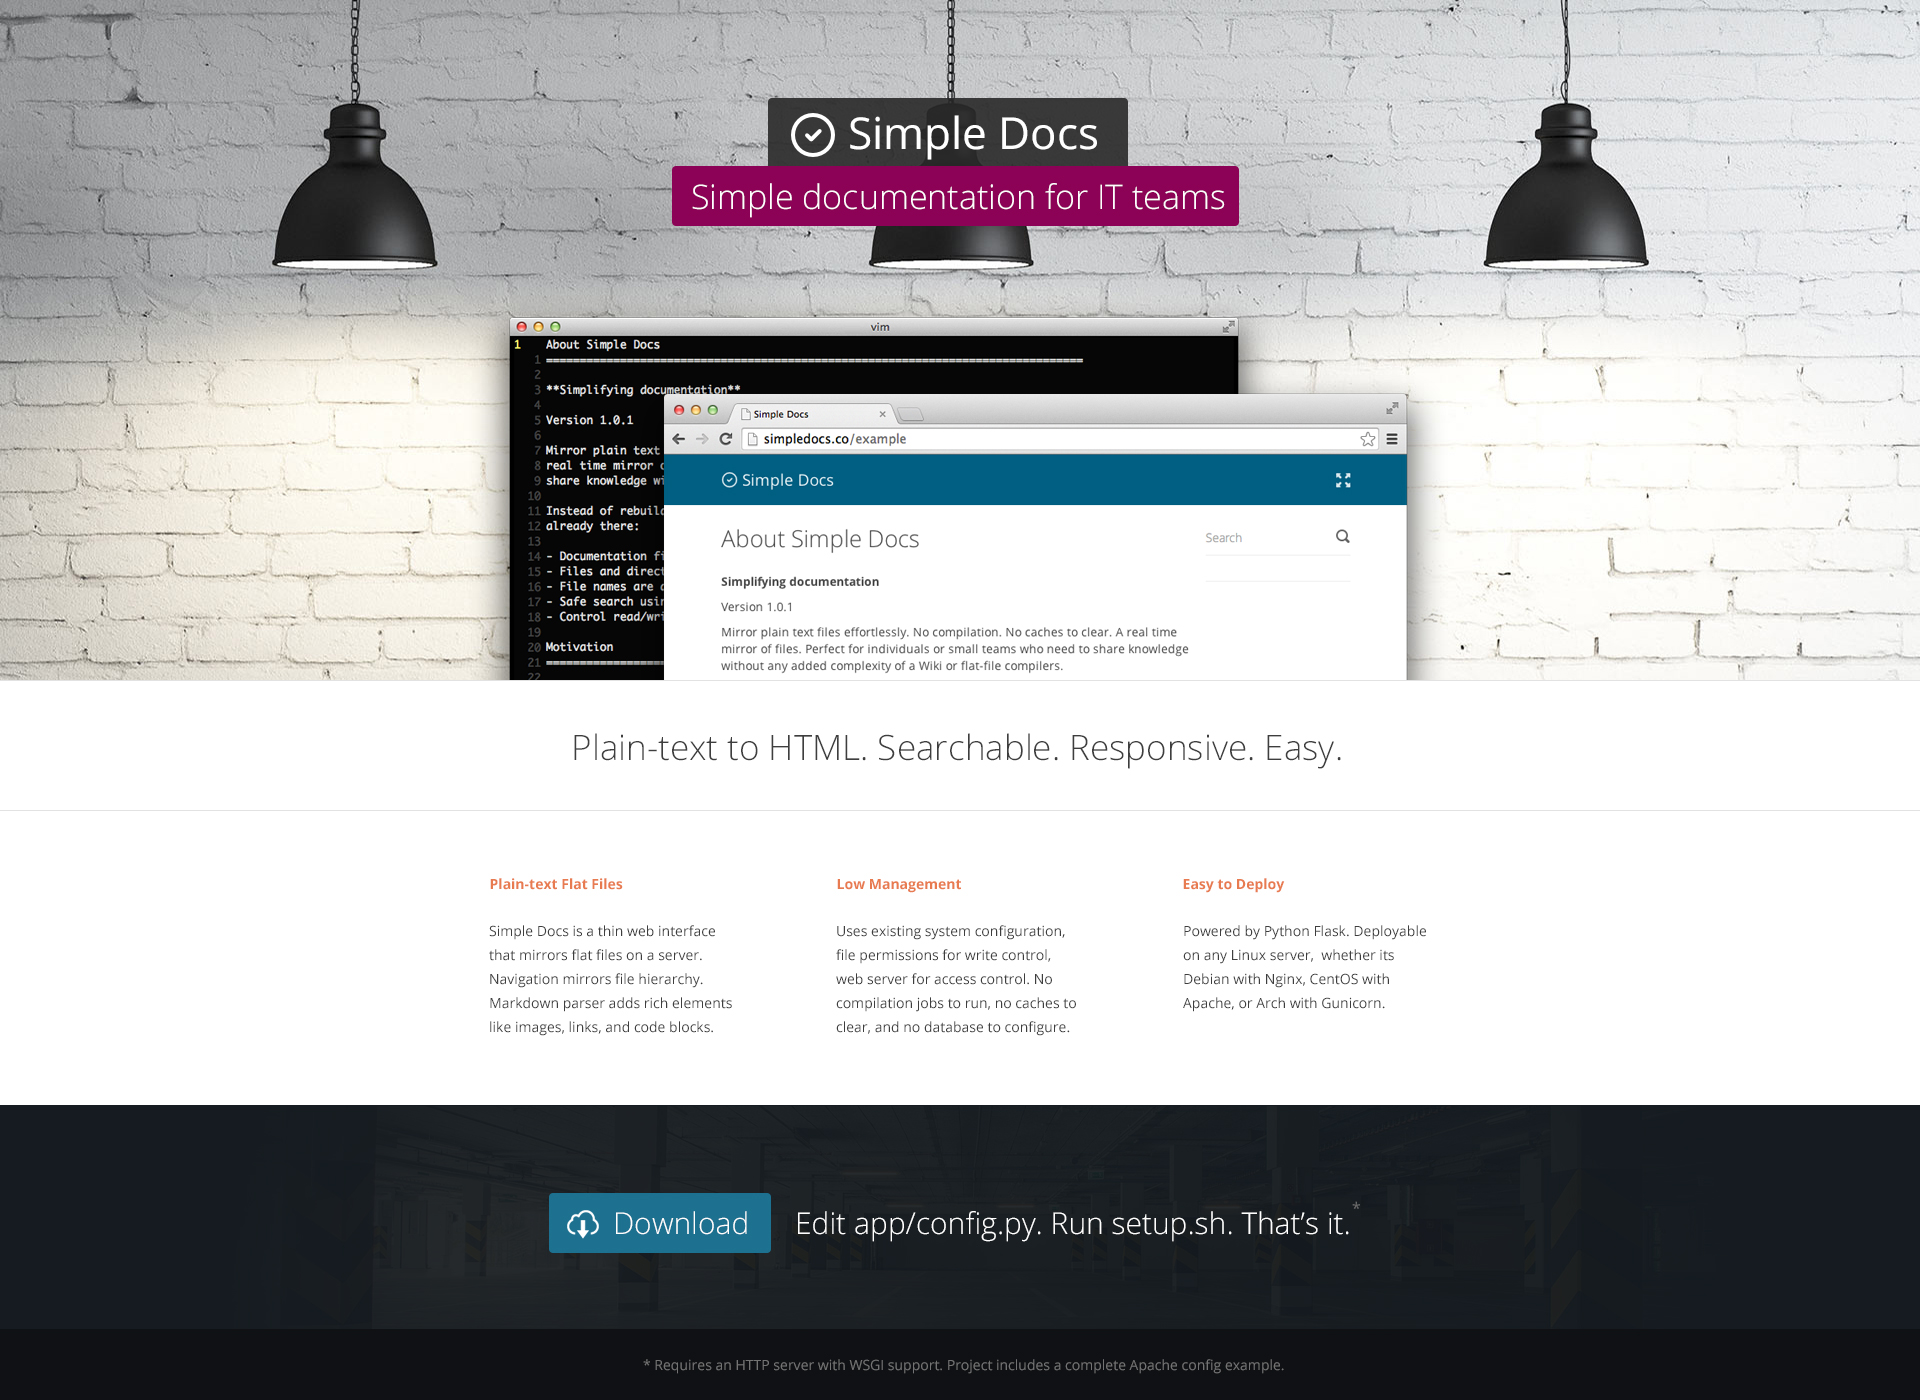 Simple Docs
Simple documentation for IT teams
vim
1 About Simple Docs
1 ================================================================================
2
3 **Simplifying documentation**
4
5 Version 1.0.1
6
7 Mirror plain text
8 real time mirror
9 share knowledge
10
11 Instead of
12 already there:
13
14 - Documentation
15 - Files and
16 - File names are
17 - Safe search
18 - Control
19
20 Motivation
21 ==================
22
Simple Docs
simpledocs.co/example
Simple Docs
About Simple Docs
Search
Simplifying documentation
Version 1.0.1
Mirror plain text files effortlessly. No compilation. No caches to clear. A real time
mirror of files. Perfect for individuals or small teams who need to share knowledge
without any added complexity of a Wiki or flat-file compilers.
Plain-text to HTML. Searchable. Responsive. Easy.
Plain-text Flat Files
Simple Docs is a thin web interface
that mirrors flat files on a server.
Navigation mirrors file hierarchy.
Markdown parser adds rich elements
like images, links, and code blocks.
Low Management
Uses existing system configuration,
file permissions for write control,
web server for access control. No
compilation jobs to run, no caches to
clear, and no database to configure.
Easy to Deploy
Powered by Python Flask. Deployable
on any Linux server, whether its
Debian with Nginx, CentOS with
Apache, or Arch with Gunicorn.
Download
Edit app/config.py. Run setup.sh. That’s it.*
* Requires an HTTP server with WSGI support. Project includes a complete Apache config example.